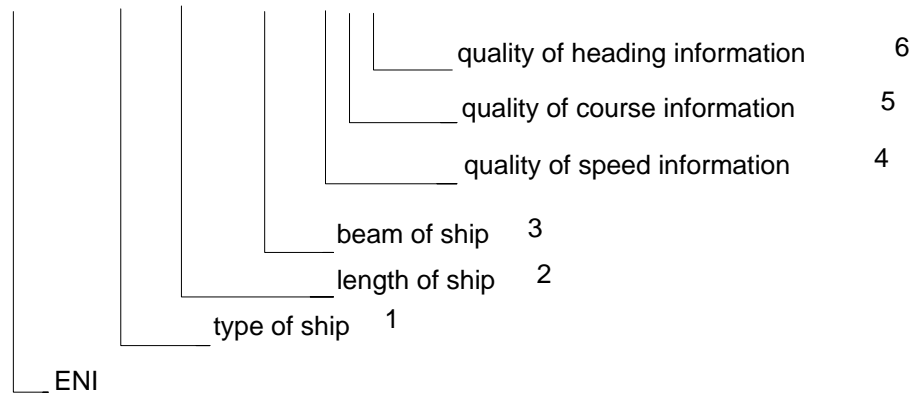 quality of heading information 6
quality of course information 5
quality of speed information 4
beam of ship 3
length of ship 2
type of ship 1
ENI